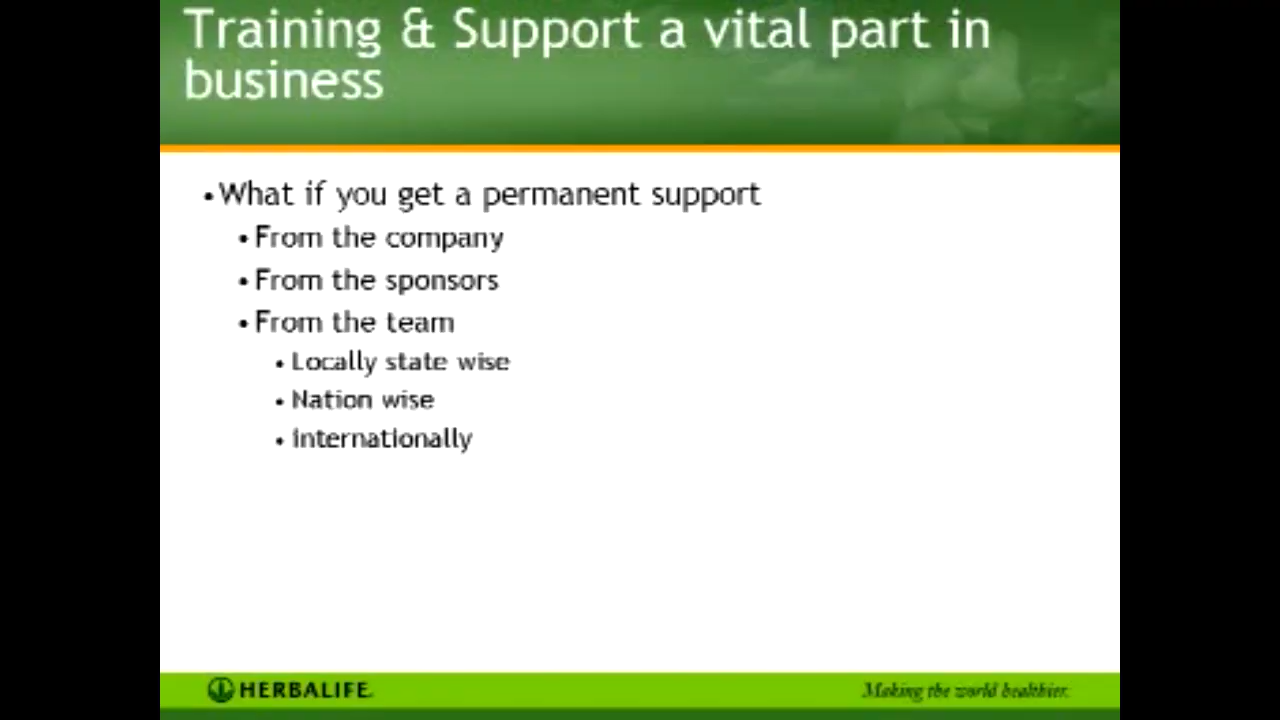 Training & Support a vital part in
business
•What if you get a permanent support
•From the company
•From the sponsors
•From the team
•Locally state wise
•Nation wise
•Internationally
HERBALIFE.
Making the world healthier.